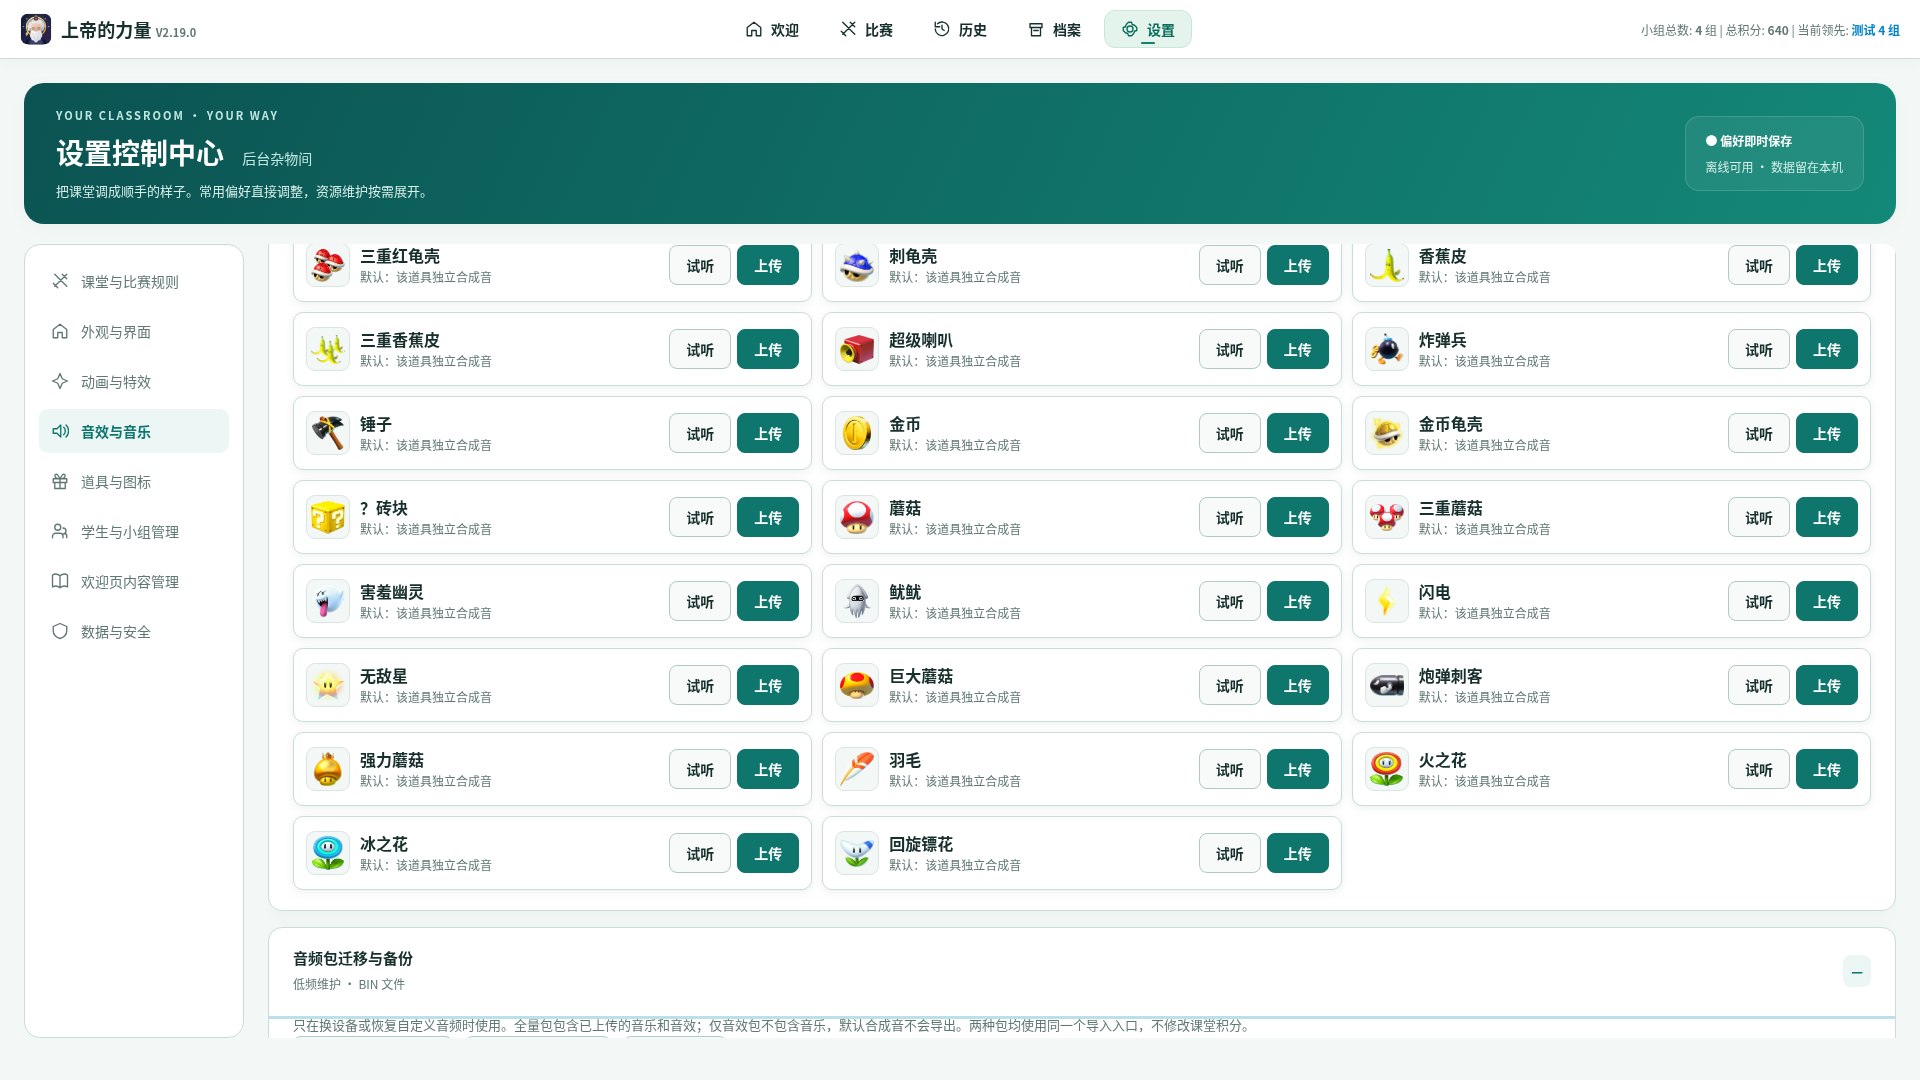 上帝的力量 V2.19.0
欢迎
比赛
历史
档案
设置
小组总数: 4 组 | 总积分: 640 | 当前领先: 测试 4 组
YOUR CLASSROOM · YOUR WAY
设置控制中心 后台杂物间
把课堂调成顺手的样子。常用偏好直接调整，资源维护按需展开。
偏好即时保存
离线可用 · 数据留在本机
课堂与比赛规则
外观与界面
动画与特效
音效与音乐
道具与图标
学生与小组管理
欢迎页内容管理
数据与安全
三重红龟壳
默认：该道具独立合成音
试听 上传
刺龟壳
默认：该道具独立合成音
试听 上传
香蕉皮
默认：该道具独立合成音
试听 上传
三重香蕉皮
默认：该道具独立合成音
试听 上传
超级喇叭
默认：该道具独立合成音
试听 上传
炸弹兵
默认：该道具独立合成音
试听 上传
锤子
默认：该道具独立合成音
试听 上传
金币
默认：该道具独立合成音
试听 上传
金币龟壳
默认：该道具独立合成音
试听 上传
？砖块
默认：该道具独立合成音
试听 上传
蘑菇
默认：该道具独立合成音
试听 上传
三重蘑菇
默认：该道具独立合成音
试听 上传
害羞幽灵
默认：该道具独立合成音
试听 上传
鱿鱿
默认：该道具独立合成音
试听 上传
闪电
默认：该道具独立合成音
试听 上传
无敌星
默认：该道具独立合成音
试听 上传
巨大蘑菇
默认：该道具独立合成音
试听 上传
炮弹刺客
默认：该道具独立合成音
试听 上传
强力蘑菇
默认：该道具独立合成音
试听 上传
羽毛
默认：该道具独立合成音
试听 上传
火之花
默认：该道具独立合成音
试听 上传
冰之花
默认：该道具独立合成音
试听 上传
回旋镖花
默认：该道具独立合成音
试听 上传
音频包迁移与备份
低频维护 · BIN 文件
只在换设备或恢复自定义音频时使用。全量包包含已上传的音乐和音效；仅音效包不包含音乐，默认合成音不会导出。两种包均使用同一个导入入口，不修改课堂积分。